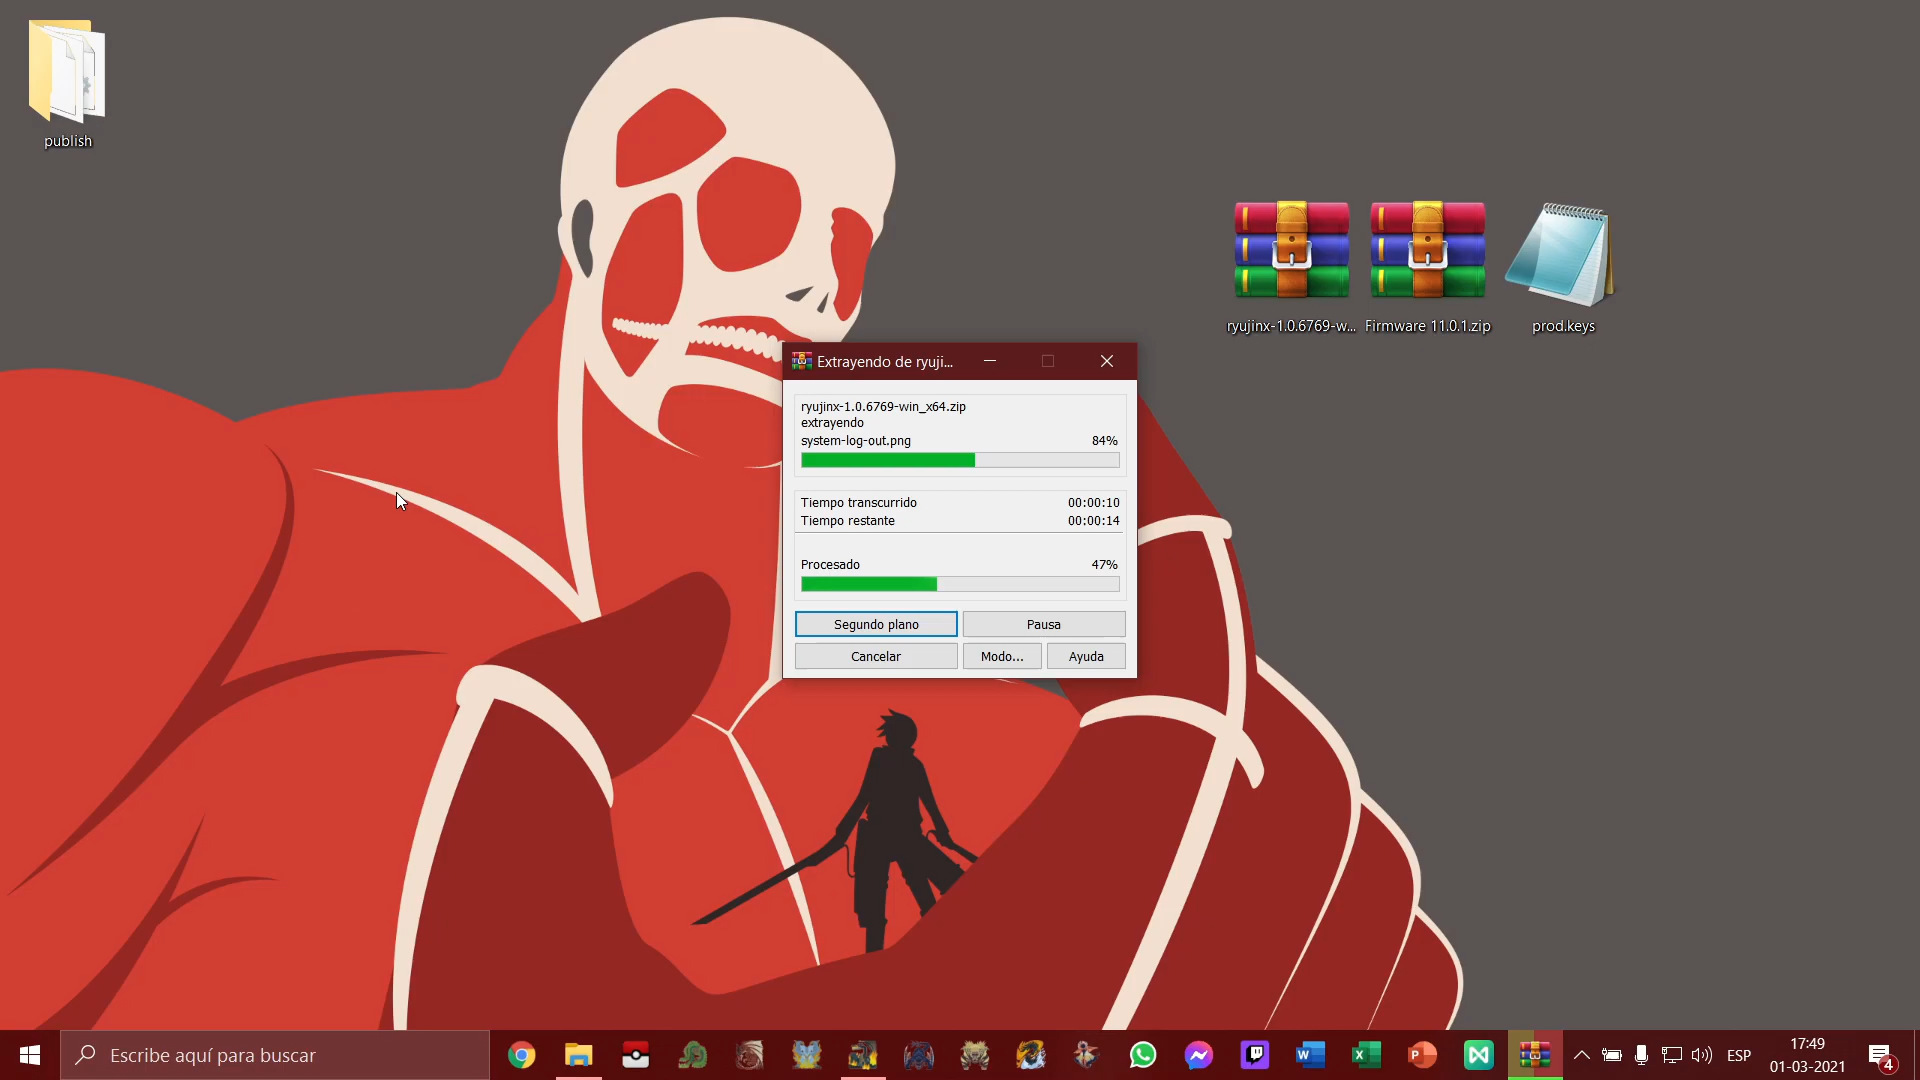 publish
ryujinx-1.0.6769-w...
Firmware 11.0.1.zip
prod.keys
Extrayendo de ryuji...
ryujinx-1.0.6769-win_x64.zip
extrayendo
system-log-out.png 84%
Tiempo transcurrido 00:00:10
Tiempo restante 00:00:14
Procesado 47%
Segundo plano Pausa
Cancelar Modo... Ayuda
Escribe aquí para buscar
ESP
17:49
01-03-2021
4